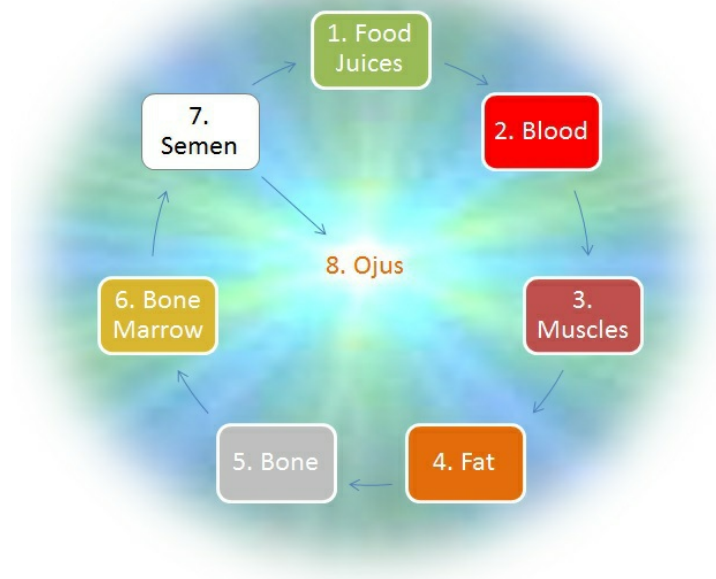 1. Food
Juices
2. Blood
3.
Muscles
4. Fat
5. Bone
6. Bone
Marrow
7.
Semen
8. Ojus